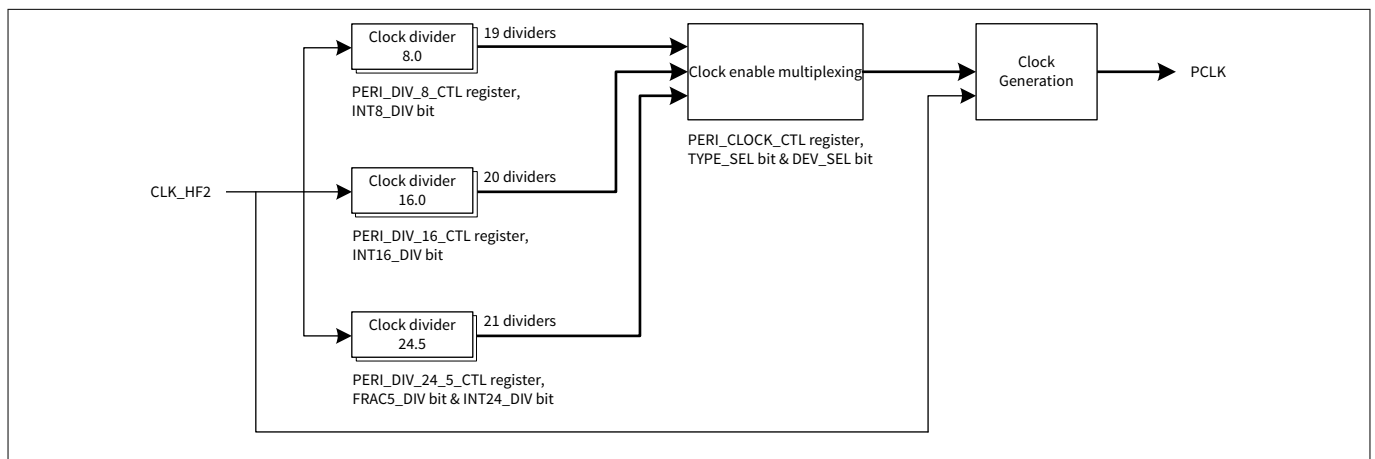 Clock divider
8.0
19 dividers
PERI_DIV_8_CTL register,
INT8_DIV bit
Clock enable multiplexing
PERI_CLOCK_CTL register,
TYPE_SEL bit & DEV_SEL bit
Clock
Generation
PCLK
CLK_HF2
Clock divider
16.0
20 dividers
PERI_DIV_16_CTL register,
INT16_DIV bit
Clock divider
24.5
21 dividers
PERI_DIV_24_5_CTL register,
FRAC5_DIV bit & INT24_DIV bit